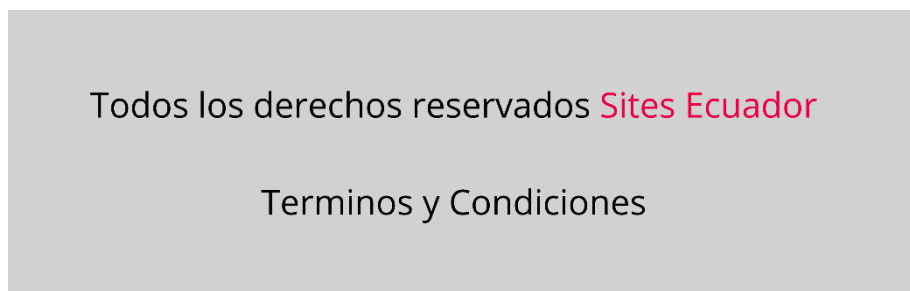 Todos los derechos reservados Sites Ecuador
Terminos y Condiciones